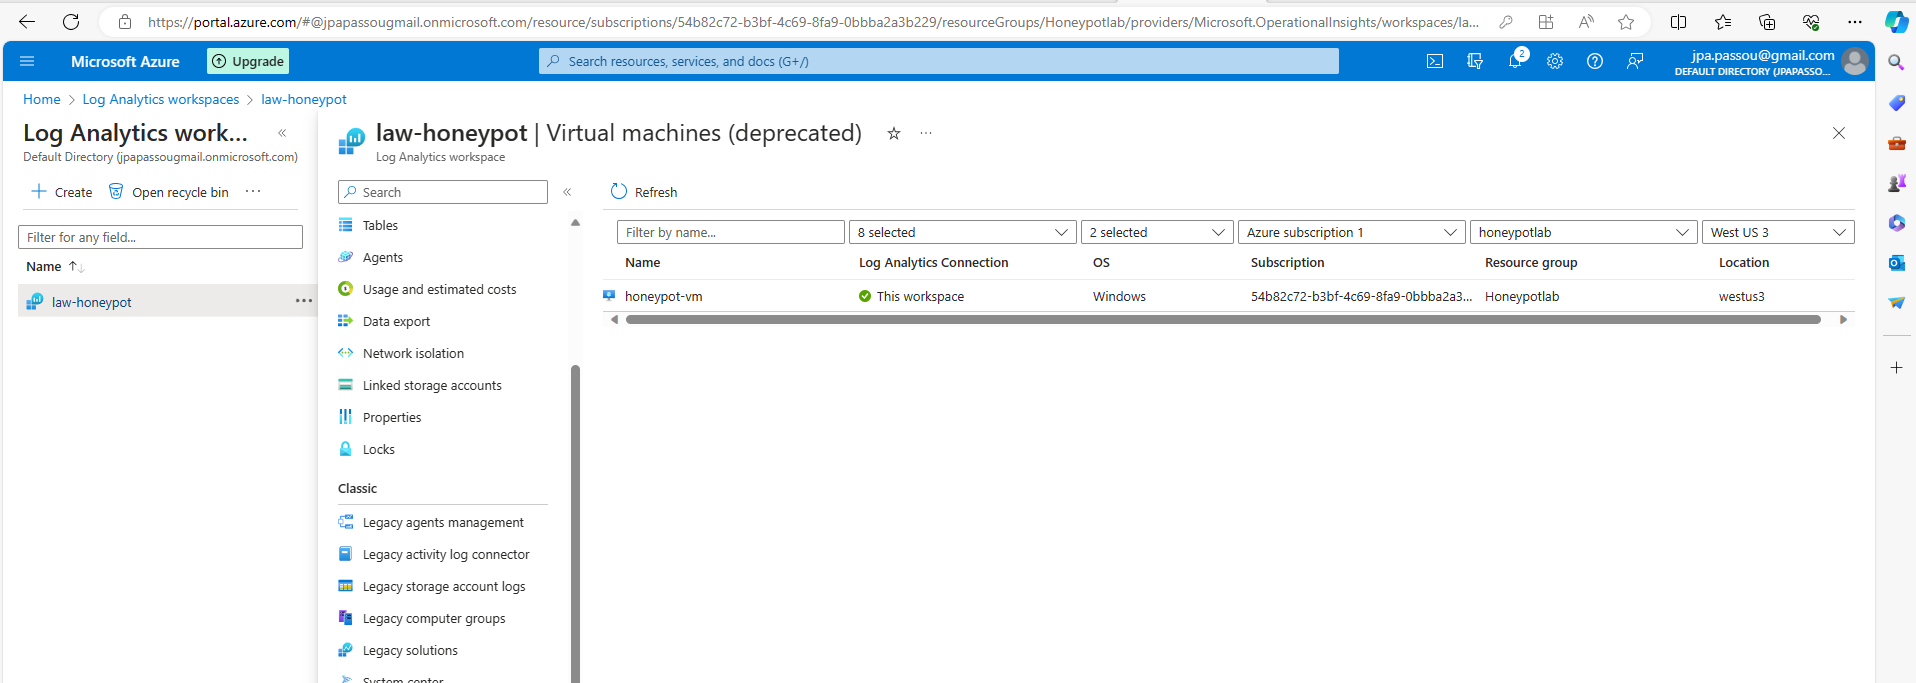 https://portal.azure.com/#@jpapassougmail.onmicrosoft.com/resource/subscriptions/54b82c72-b3bf-4c69-8fa9-0bbba2a3b229/resourceGroups/Honeypotlab/providers/Microsoft.OperationalInsights/workspaces/la...
Microsoft Azure
Upgrade
Search resources, services, and docs (G+/)
2
jpa.passou@gmail.com
DEFAULT DIRECTORY (JPAPASSO...
Home > Log Analytics workspaces > law-honeypot
Log Analytics work...
Default Directory (jpapassougmail.onmicrosoft.com)
Create
Open recycle bin
Filter for any field...
Name
law-honeypot
law-honeypot | Virtual machines (deprecated)
Log Analytics workspace
Search
Tables
Agents
Usage and estimated costs
Data export
Network isolation
Linked storage accounts
Properties
Locks
Classic
Legacy agents management
Legacy activity log connector
Legacy storage account logs
Legacy computer groups
Legacy solutions
System center
Refresh
Filter by name... 8 selected 2 selected Azure subscription 1 honeypotlab West US 3
Name Log Analytics Connection OS Subscription Resource group Location
honeypot-vm This workspace Windows 54b82c72-b3bf-4c69-8fa9-0bbba2a3... Honeypotlab westus3